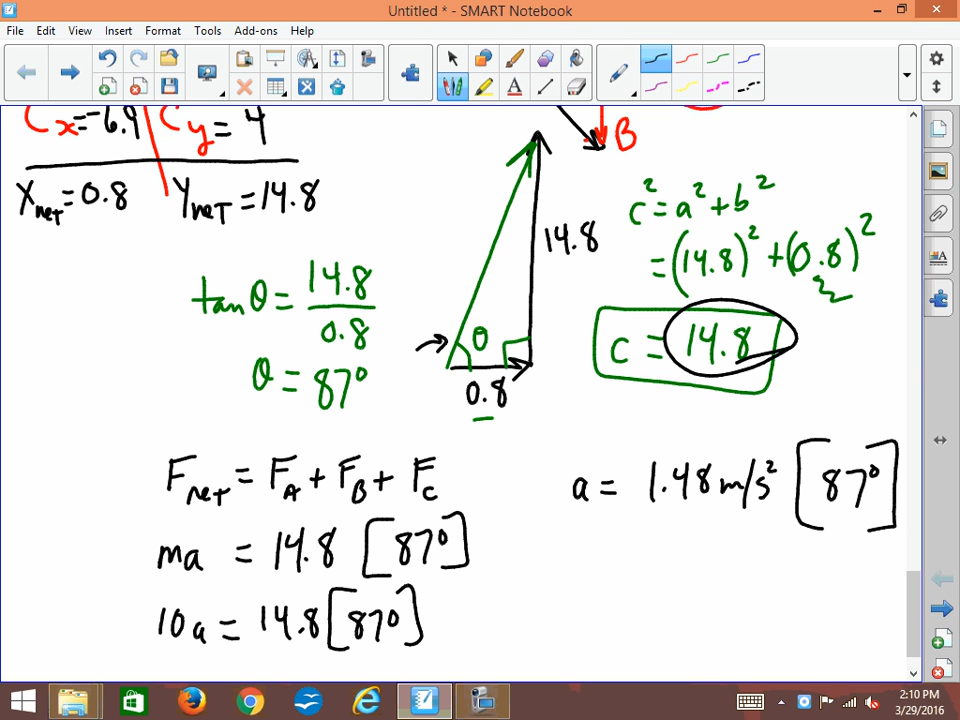 Untitled * - SMART Notebook
File Edit View Insert Format Tools Add-ons Help
Cx = -6.9 Cy = 4
Xnet = 0.8 Ynet = 14.8
B
14.8
θ
0.8
c² = a² + b²
= (14.8)² + (0.8)²
c = 14.8
tan θ = 14.8
0.8
θ = 87°
Fnet = FA + FB + FC
ma = 14.8 [87°]
10a = 14.8 [87°]
a = 1.48 m/s² [87°]
2:10 PM
3/29/2016